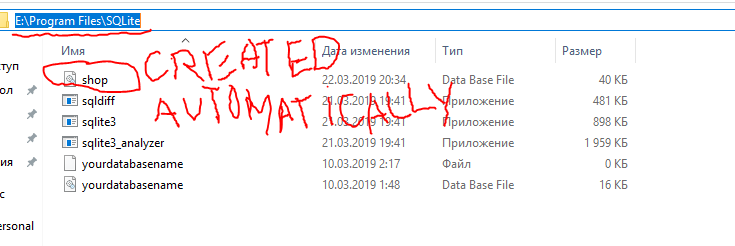 E:\Program Files\SQLite
Имя Дата изменения Тип Размер
shop 22.03.2019 20:34 Data Base File 40 КБ
sqldiff 21.03.2019 19:41 Приложение 481 КБ
sqlite3 21.03.2019 19:41 Приложение 898 КБ
sqlite3_analyzer 21.03.2019 19:41 Приложение 1 959 КБ
yourdatabasename 10.03.2019 2:17 Файл 0 КБ
yourdatabasename 10.03.2019 1:48 Data Base File 16 КБ
CREATED
AUTOMATICALLY
ступ
ол
ы
ния
с
ersonal